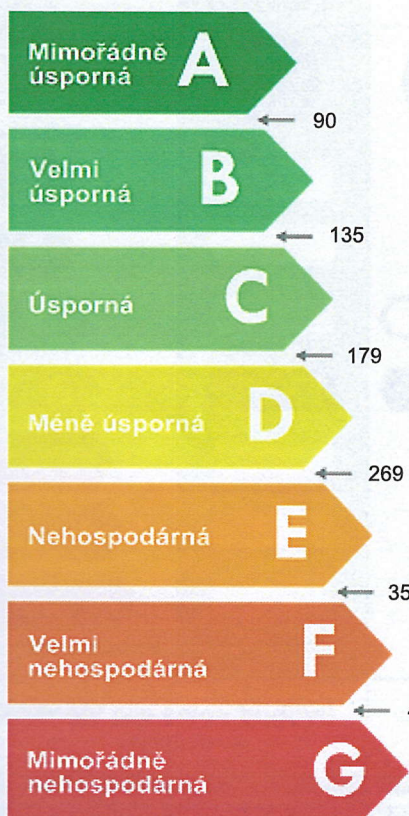 Mimořádně
úsporná
A
90
Velmi
úsporná
B
135
Úsporná
C
179
Méně úsporná
D
269
Nehospodárná
E
Velmi
nehospodárná
F
Mimořádně
nehospodárná
G